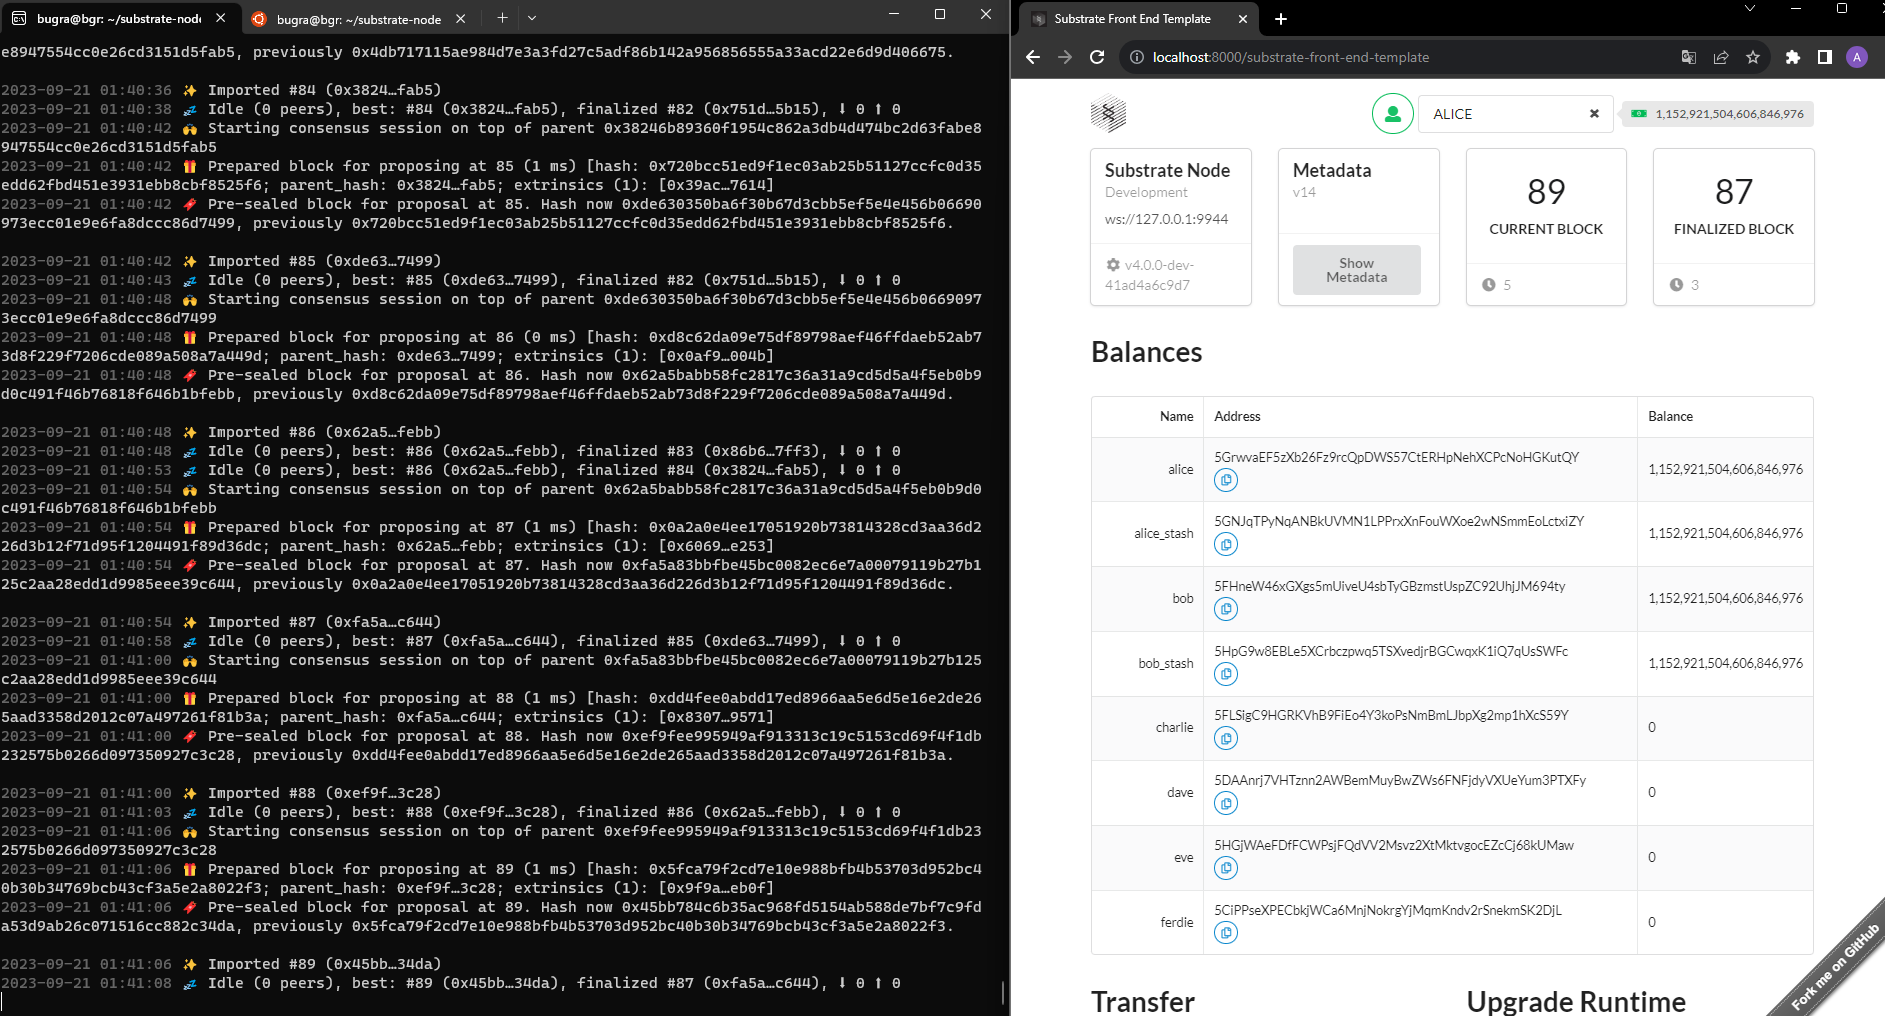 bugra@bgr: ~/substrate-node
bugra@bgr: ~/substrate-node
e8947554cc0e26cd3151d5fab5, previously 0x4db717115ae984d7e3a3fd27c5adf86b142a956856555a33acd22e6d9d406675.
2023-09-21 01:40:36 ✨ Imported #84 (0x3824…fab5)
2023-09-21 01:40:38 💤 Idle (0 peers), best: #84 (0x3824…fab5), finalized #82 (0x751d…5b15), ⬇ 0 ⬆ 0
2023-09-21 01:40:42 🙌 Starting consensus session on top of parent 0x38246b89360f1954c862a3db4d474bc2d63fabe8
947554cc0e26cd3151d5fab5
2023-09-21 01:40:42 🎁 Prepared block for proposing at 85 (1 ms) [hash: 0x720bcc51ed9f1ec03ab25b51127ccfc0d35
edd62fbd451e3931ebb8cbf8525f6; parent_hash: 0x3824…fab5; extrinsics (1): [0x39ac…7614]
2023-09-21 01:40:42 🔖 Pre-sealed block for proposal at 85. Hash now 0xde630350ba6f30b67d3cbb5ef5e4e456b06690
973ecc01e9e6fa8dccc86d7499, previously 0x720bcc51ed9f1ec03ab25b51127ccfc0d35edd62fbd451e3931ebb8cbf8525f6.
2023-09-21 01:40:42 ✨ Imported #85 (0xde63…7499)
2023-09-21 01:40:43 💤 Idle (0 peers), best: #85 (0xde63…7499), finalized #82 (0x751d…5b15), ⬇ 0 ⬆ 0
2023-09-21 01:40:48 🙌 Starting consensus session on top of parent 0xde630350ba6f30b67d3cbb5ef5e4e456b0669097
3ecc01e9e6fa8dccc86d7499
2023-09-21 01:40:48 🎁 Prepared block for proposing at 86 (0 ms) [hash: 0xd8c62da09e75df89798aef46ffdaeb52ab7
3d8f229f7206cde089a508a7a449d; parent_hash: 0xde63…7499; extrinsics (1): [0x0af9…004b]
2023-09-21 01:40:48 🔖 Pre-sealed block for proposal at 86. Hash now 0x62a5babb58fc2817c36a31a9cd5d5a4f5eb0b9
d0c491f46b76818f646b1bfebb, previously 0xd8c62da09e75df89798aef46ffdaeb52ab73d8f229f7206cde089a508a7a449d.
2023-09-21 01:40:48 ✨ Imported #86 (0x62a5…febb)
2023-09-21 01:40:48 💤 Idle (0 peers), best: #86 (0x62a5…febb), finalized #83 (0x86b6…7ff3), ⬇ 0 ⬆ 0
2023-09-21 01:40:53 💤 Idle (0 peers), best: #86 (0x62a5…febb), finalized #84 (0x3824…fab5), ⬇ 0 ⬆ 0
2023-09-21 01:40:54 🙌 Starting consensus session on top of parent 0x62a5babb58fc2817c36a31a9cd5d5a4f5eb0b9d0
c491f46b76818f646b1bfebb
2023-09-21 01:40:54 🎁 Prepared block for proposing at 87 (1 ms) [hash: 0x0a2a0e4ee17051920b73814328cd3aa36d2
26d3b12f71d95f1204491f89d36dc; parent_hash: 0x62a5…febb; extrinsics (1): [0x6069…e253]
2023-09-21 01:40:54 🔖 Pre-sealed block for proposal at 87. Hash now 0xfa5a83bbfbe45bc0082ec6e7a00079119b27b1
25c2aa28edd1d9985eee39c644, previously 0x0a2a0e4ee17051920b73814328cd3aa36d226d3b12f71d95f1204491f89d36dc.
2023-09-21 01:40:54 ✨ Imported #87 (0xfa5a…c644)
2023-09-21 01:40:58 💤 Idle (0 peers), best: #87 (0xfa5a…c644), finalized #85 (0xde63…7499), ⬇ 0 ⬆ 0
2023-09-21 01:41:00 🙌 Starting consensus session on top of parent 0xfa5a83bbfbe45bc0082ec6e7a00079119b27b125
c2aa28edd1d9985eee39c644
2023-09-21 01:41:00 🎁 Prepared block for proposing at 88 (1 ms) [hash: 0xdd4fee0abdd17ed8966aa5e6d5e16e2de26
5aad3358d2012c07a497261f81b3a; parent_hash: 0xfa5a…c644; extrinsics (1): [0x8307…9571]
2023-09-21 01:41:00 🔖 Pre-sealed block for proposal at 88. Hash now 0xef9fee995949af913313c19c5153cd69f4f1db
232575b0266d097350927c3c28, previously 0xdd4fee0abdd17ed8966aa5e6d5e16e2de265aad3358d2012c07a497261f81b3a.
2023-09-21 01:41:00 ✨ Imported #88 (0xef9f…3c28)
2023-09-21 01:41:03 💤 Idle (0 peers), best: #88 (0xef9f…3c28), finalized #86 (0x62a5…febb), ⬇ 0 ⬆ 0
2023-09-21 01:41:06 🙌 Starting consensus session on top of parent 0xef9fee995949af913313c19c5153cd69f4f1db23
2575b0266d097350927c3c28
2023-09-21 01:41:06 🎁 Prepared block for proposing at 89 (1 ms) [hash: 0x5fca79f2cd7e10e988bfb4b53703d952bc4
0b30b34769bcb43cf3a5e2a8022f3; parent_hash: 0xef9f…3c28; extrinsics (1): [0x9f9a…eb0f]
2023-09-21 01:41:06 🔖 Pre-sealed block for proposal at 89. Hash now 0x45bb784c6b35ac968fd5154ab588de7bf7c9fd
a53d9ab26c071516cc882c34da, previously 0x5fca79f2cd7e10e988bfb4b53703d952bc40b30b34769bcb43cf3a5e2a8022f3.
2023-09-21 01:41:06 ✨ Imported #89 (0x45bb…34da)
2023-09-21 01:41:08 💤 Idle (0 peers), best: #89 (0x45bb…34da), finalized #87 (0xfa5a…c644), ⬇ 0 ⬆ 0
Substrate Front End Template
localhost:8000/substrate-front-end-template
A
ALICE
1,152,921,504,606,846,976
Substrate Node
Development
ws://127.0.0.1:9944
v4.0.0-dev-
41ad4a6c9d7
Metadata
v14
Show
Metadata
89
CURRENT BLOCK
5
87
FINALIZED BLOCK
3
Balances
Name Address Balance
alice 5GrwvaEF5zXb26Fz9rcQpDWS57CtERHpNehXCPcNoHGKutQY 1,152,921,504,606,846,976
alice_stash 5GNJqTPyNqANBkUVMN1LPPrxXnFouWXoe2wNSmmEoLctxiZY 1,152,921,504,606,846,976
bob 5FHneW46xGXgs5mUiveU4sbTyGBzmstUspZC92UhjJM694ty 1,152,921,504,606,846,976
bob_stash 5HpG9w8EBLe5XCrbczpwq5TSXvedjrBGCwqxK1iQ7qUsSWFc 1,152,921,504,606,846,976
charlie 5FLSigC9HGRKVhB9FiEo4Y3koPsNmBmLJbpXg2mp1hXcS59Y 0
dave 5DAAnrj7VHTznn2AWBemMuyBwZWs6FNFjdyVXUeYum3PTXFy 0
eve 5HGjWAeFDfFCWPsjFQdVV2Msvz2XtMktvgocEZcCj68kUMaw 0
ferdie 5CiPPseXPECbkjWCa6MnjNokrgYjMqmKndv2rSnekmSK2DjL 0
Transfer
Upgrade Runtime
Fork me on GitHub